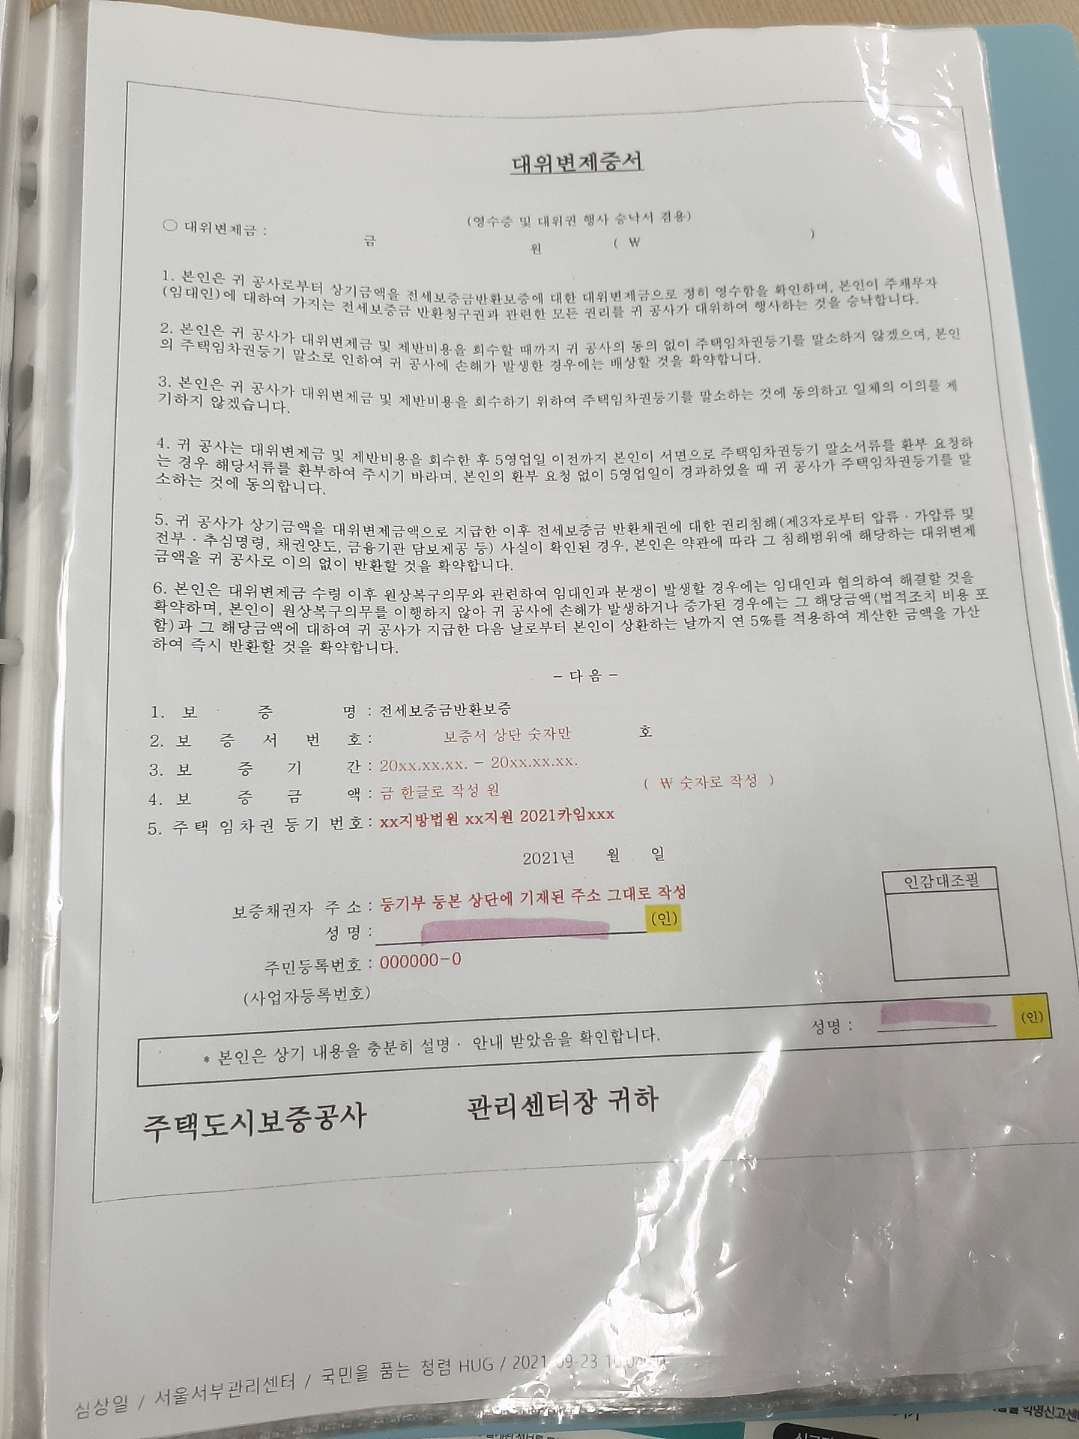 대위변제증서
(영수증 및 대위권 행사 승낙서 겸용)
○ 대위변제금 : 금 원 ( ₩ )
1. 본인은 귀 공사로부터 상기금액을 전세보증금반환보증에 대한 대위변제금으로 정히 영수함을 확인하며, 본인이 주채무자
(임대인)에 대하여 가지는 전세보증금 반환청구권과 관련한 모든 권리를 귀 공사가 대위하여 행사하는 것을 승낙합니다.
2. 본인은 귀 공사가 대위변제금 및 제반비용을 회수할 때까지 귀 공사의 동의 없이 주택임차권등기를 말소하지 않겠으며, 본인
의 주택임차권등기 말소로 인하여 귀 공사에 손해가 발생한 경우에는 배상할 것을 확약합니다.
3. 본인은 귀 공사가 대위변제금 및 제반비용을 회수하기 위하여 주택임차권등기를 말소하는 것에 동의하고 일체의 이의를 제
기하지 않겠습니다.
4. 귀 공사는 대위변제금 및 제반비용을 회수한 후 5영업일 이전까지 본인이 서면으로 주택임차권등기 말소서류를 환부 요청하
는 경우 해당서류를 환부하여 주시기 바라며, 본인의 환부 요청 없이 5영업일이 경과하였을 때 귀 공사가 주택임차권등기를 말
소하는 것에 동의합니다.
5. 귀 공사가 상기금액을 대위변제금액으로 지급한 이후 전세보증금 반환채권에 대한 권리침해(제3자로부터 압류·가압류 및
전부·추심명령, 채권양도, 금융기관 담보제공 등) 사실이 확인된 경우, 본인은 약관에 따라 그 침해범위에 해당하는 대위변제
금액을 귀 공사로 이의 없이 반환할 것을 확약합니다.
6. 본인은 대위변제금 수령 이후 원상복구의무와 관련하여 임대인과 분쟁이 발생할 경우에는 임대인과 협의하여 해결할 것을
확약하며, 본인이 원상복구의무를 이행하지 않아 귀 공사에 손해가 발생하거나 증가된 경우에는 그 해당금액(법적조치 비용 포
함)과 그 해당금액에 대하여 귀 공사가 지급한 다음 날로부터 본인이 상환하는 날까지 연 5%를 적용하여 계산한 금액을 가산
하여 즉시 반환할 것을 확약합니다.
- 다 음 -
1. 보 증 명 : 전세보증금반환보증
2. 보 증 서 번 호 : 보증서 상단 숫자만 호
3. 보 증 기 간 : 20xx.xx.xx. - 20xx.xx.xx.
4. 보 증 금 액 : 금 한글로 작성 원 ( ₩ 숫자로 작성 )
5. 주택 임차권 등기 번호 : xx지방법원 xx지원 2021카임xxx
2021년 월 일
인감대조필
보증채권자 주 소 : 등기부 등본 상단에 기재된 주소 그대로 작성
성 명 : (인)
주민등록번호 : 000000-0
(사업자등록번호)
* 본인은 상기 내용을 충분히 설명· 안내 받았음을 확인합니다. 성명 : (인)
주택도시보증공사 관리센터장 귀하
심상일 / 서울서부관리센터 / 국민을 품는 청렴 HUG / 2021-09-23